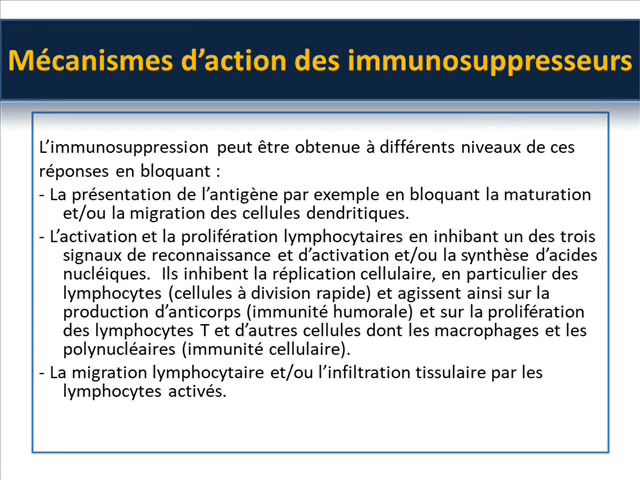 Mécanismes d’action des immunosuppresseurs
L’immunosuppression peut être obtenue à différents niveaux de ces
réponses en bloquant :
- La présentation de l’antigène par exemple en bloquant la maturation
et/ou la migration des cellules dendritiques.
- L’activation et la prolifération lymphocytaires en inhibant un des trois
signaux de reconnaissance et d’activation et/ou la synthèse d’acides
nucléiques. Ils inhibent la réplication cellulaire, en particulier des
lymphocytes (cellules à division rapide) et agissent ainsi sur la
production d’anticorps (immunité humorale) et sur la prolifération
des lymphocytes T et d’autres cellules dont les macrophages et les
polynucléaires (immunité cellulaire).
- La migration lymphocytaire et/ou l’infiltration tissulaire par les
lymphocytes activés.